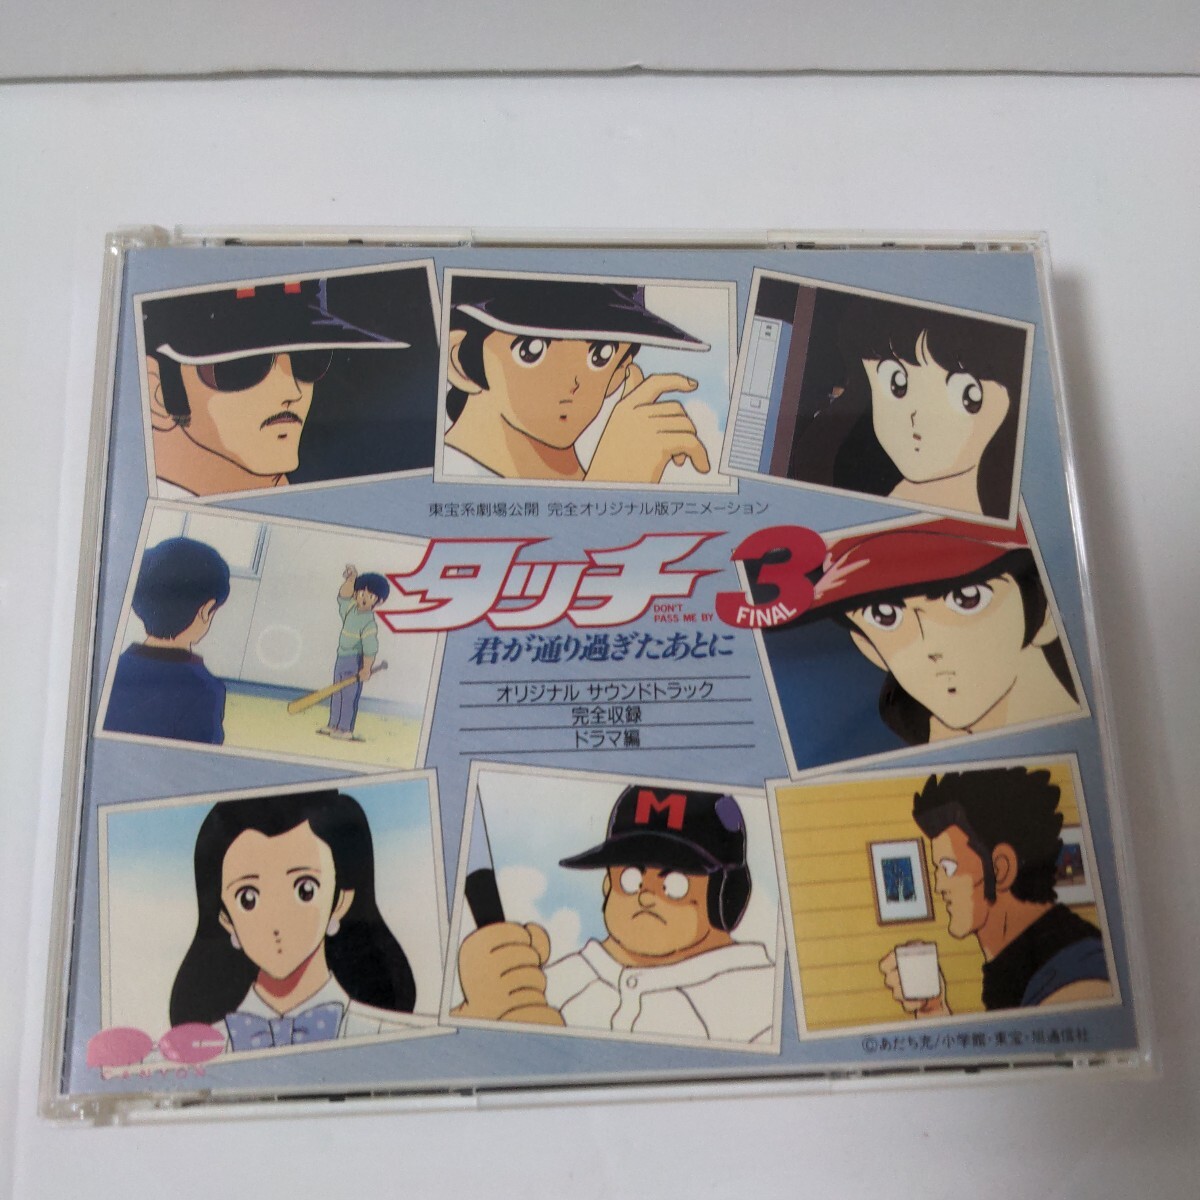 東宝系劇場公開 完全オリジナル版アニメーション
タッチ
DON'T
PASS ME BY
3
FINAL
君が通り過ぎたあとに
オリジナル サウンドトラック
完全収録
ドラマ編
M
©あだち充/小学館・東宝・旭通信社
CANYON